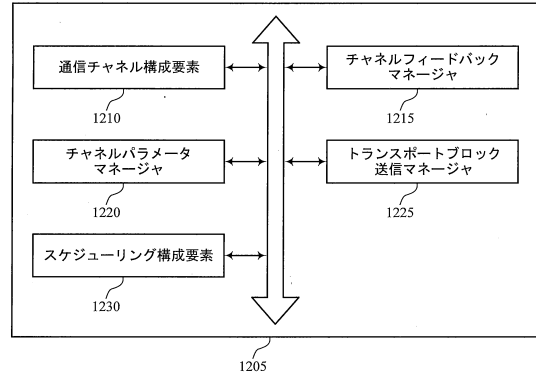 通信チャネル構成要素
1210
チャネルフィードバック
マネージャ
1215
チャネルパラメータ
マネージャ
1220
トランスポートブロック
送信マネージャ
1225
スケジューリング構成要素
1230
1205